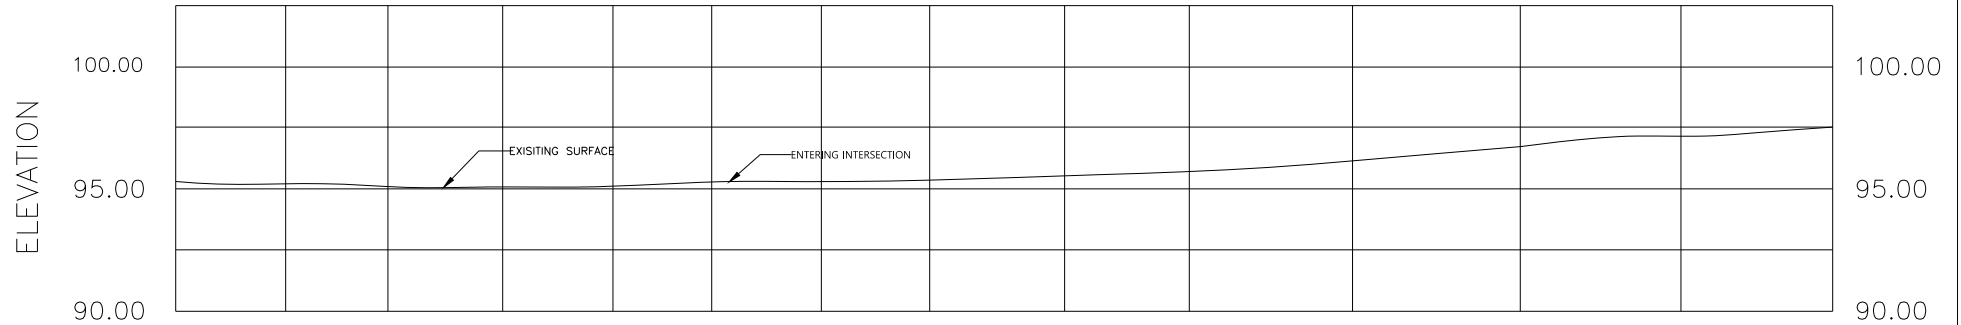 100.00 100.00
ELEVATION
EXISITING SURFACE
ENTERING INTERSECTION
95.00 95.00
90.00 90.00